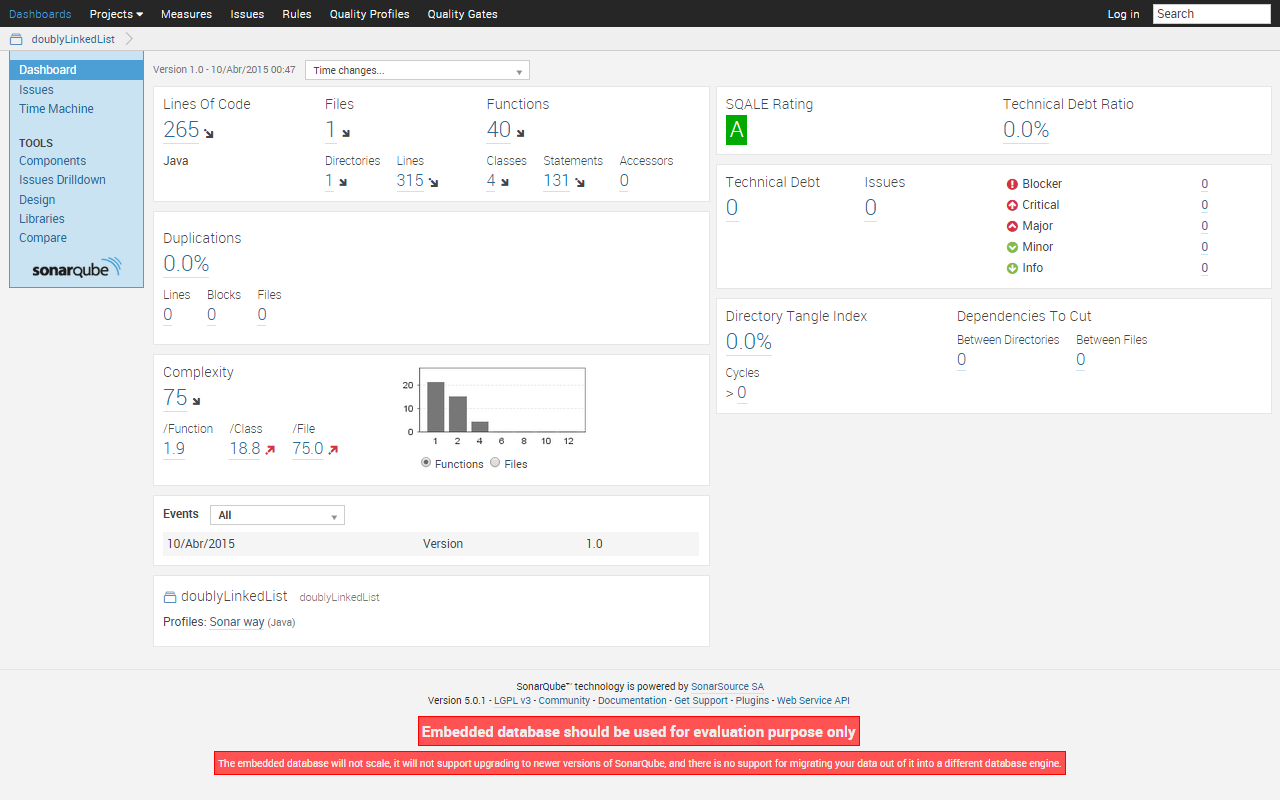 Dashboards Projects Measures Issues Rules Quality Profiles Quality Gates Log in Search
doublyLinkedList
Dashboard
Issues
Time Machine
TOOLS
Components
Issues Drilldown
Design
Libraries
Compare
sonarqube
Version 1.0 - 10/Abr/2015 00:47 Time changes...
Lines Of Code Files Functions
265 1 40
Java Directories Lines Classes Statements Accessors
1 315 4 131 0
Duplications
0.0%
Lines Blocks Files
0 0 0
Complexity
75
/Function /Class /File
1.9 18.8 75.0
20
10
0
1 2 4 6 8 10 12
Functions Files
Events All
10/Abr/2015 Version 1.0
doublyLinkedList doublyLinkedList
Profiles: Sonar way (Java)
SQALE Rating Technical Debt Ratio
A 0.0%
Technical Debt Issues
0 0
Blocker 0
Critical 0
Major 0
Minor 0
Info 0
Directory Tangle Index Dependencies To Cut
0.0% Between Directories Between Files
0 0
Cycles
> 0
SonarQube™ technology is powered by SonarSource SA
Version 5.0.1 - LGPL v3 - Community - Documentation - Get Support - Plugins - Web Service API
Embedded database should be used for evaluation purpose only
The embedded database will not scale, it will not support upgrading to newer versions of SonarQube, and there is no support for migrating your data out of it into a different database engine.